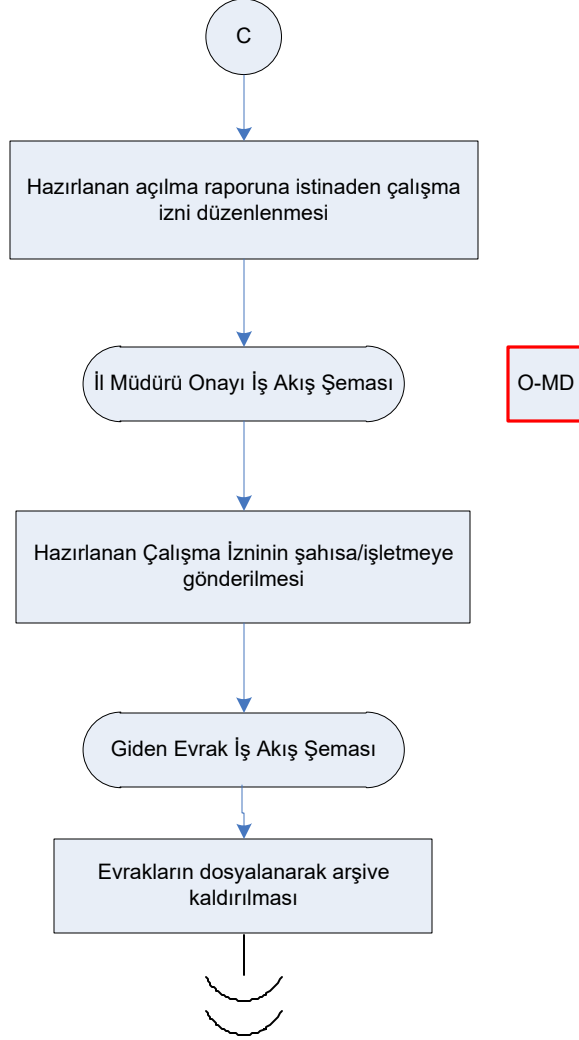 C
Hazırlanan açılma raporuna istinaden çalışma
izni düzenlenmesi
İl Müdürü Onayı İş Akış Şeması
O-MD
Hazırlanan Çalışma İzninin şahısa/işletmeye
gönderilmesi
Giden Evrak İş Akış Şeması
Evrakların dosyalanarak arşive
kaldırılması